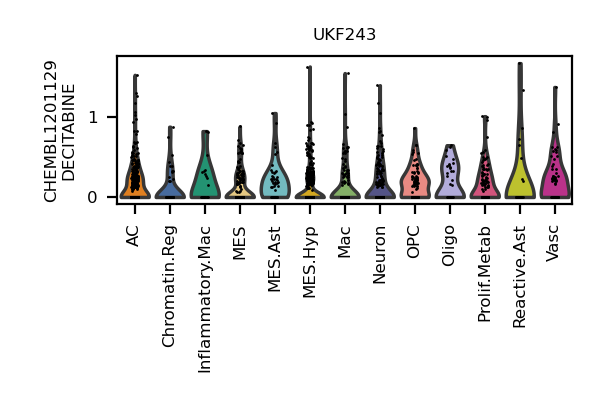 UKF243
CHEMBL1201129
DECITABINE
1
0
AC
Chromatin.Reg
Inflammatory.Mac
MES
MES.Ast
MES.Hyp
Mac
Neuron
OPC
Oligo
Prolif.Metab
Reactive.Ast
Vasc